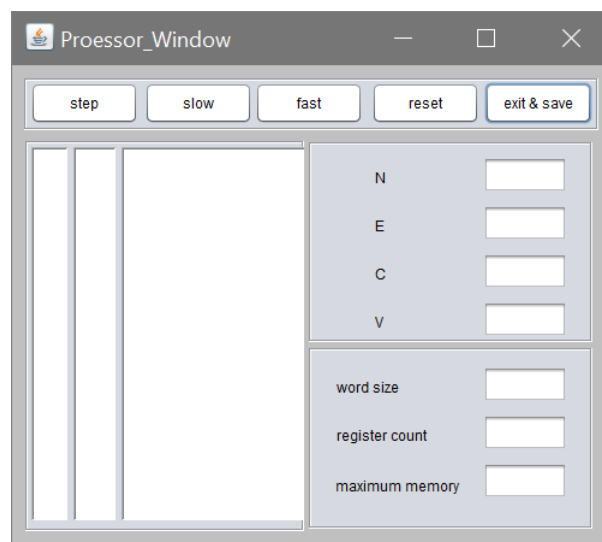 Proessor_Window
step slow fast reset exit & save
N
E
C
V
word size
register count
maximum memory